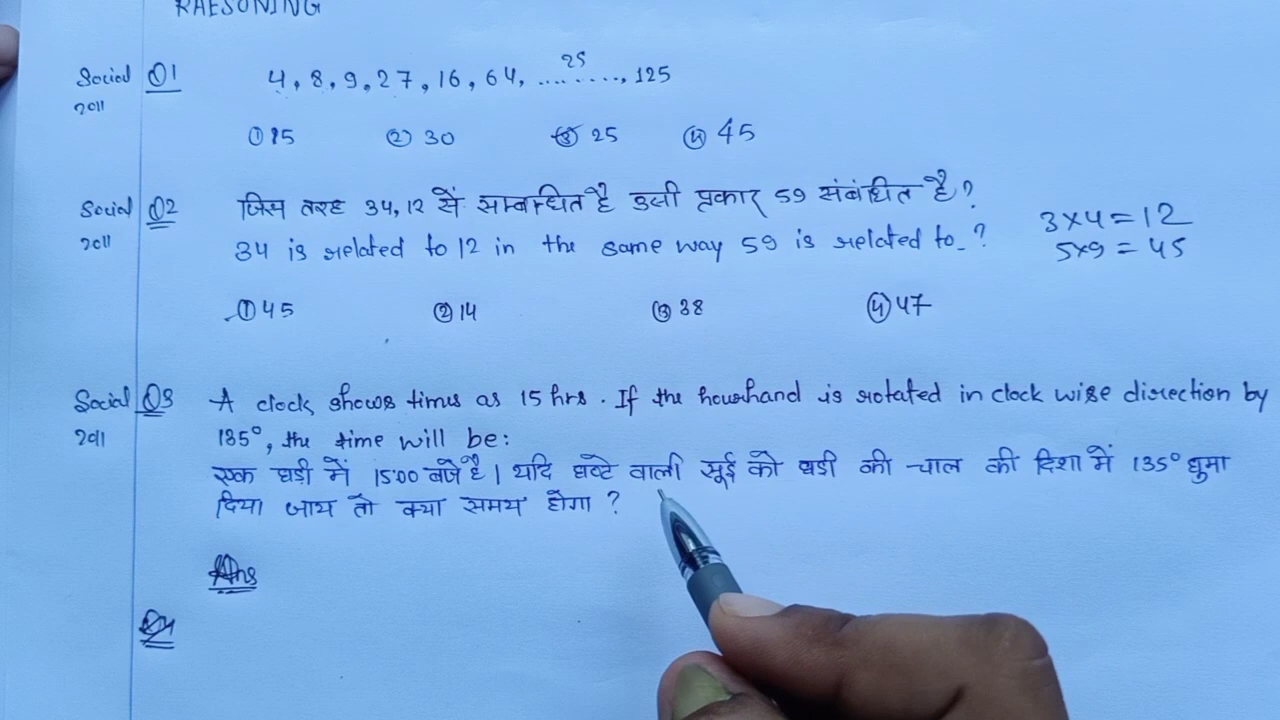 RAESONING
Social Q1 4, 8, 9, 27, 16, 64, ....25....., 125
2011
① 15 ② 30 ③ 25 ④ 45
Social Q2 जिस तरह 34,12 से सम्बन्धित है उसी प्रकार 59 संबंधित है?
2011 34 is related to 12 in the same way 59 is related to_?
3×4=12
5×9=45
① 45 ② 14 ③ 38 ④ 47
Social Q3 A clock shows times as 15 hrs. If the hourhand is rotated in clock wise direction by
2011 135°, the time will be:
एक घड़ी में 15:00 बजे है। यदि घण्टे वाली सूई को घडी की चाल की दिशा में 135° घुमा
दिया जाय तो क्या समय होगा?
Ans
Q4